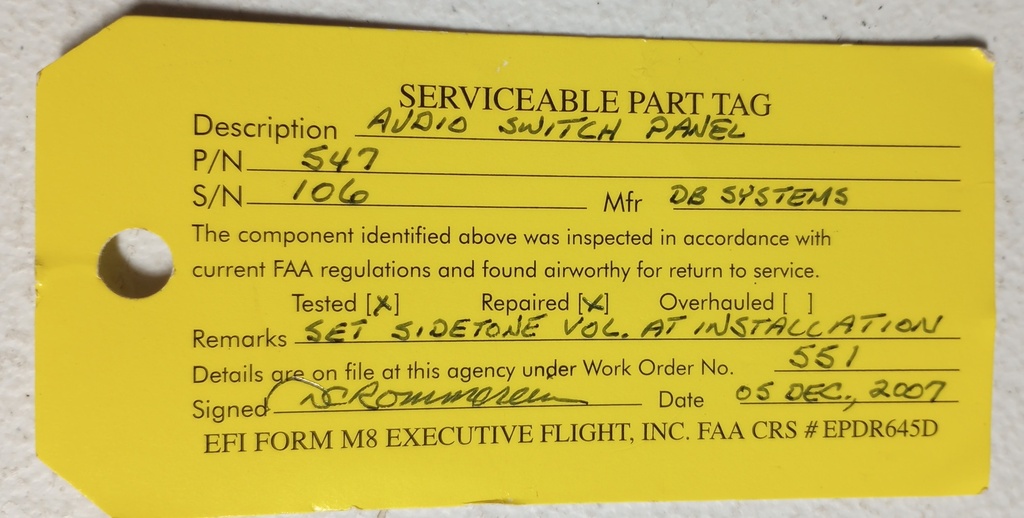 SERVICEABLE PART TAG
Description AUDIO SWITCH PANEL
P/N 547
S/N 106 Mfr DB SYSTEMS
The component identified above was inspected in accordance with
current FAA regulations and found airworthy for return to service.
Tested [X] Repaired [X] Overhauled [ ]
Remarks SET SIDETONE VOL. AT INSTALLATION
Details are on file at this agency under Work Order No. 551
Signed Date 05 DEC., 2007
EFI FORM M8 EXECUTIVE FLIGHT, INC. FAA CRS # EPDR645D